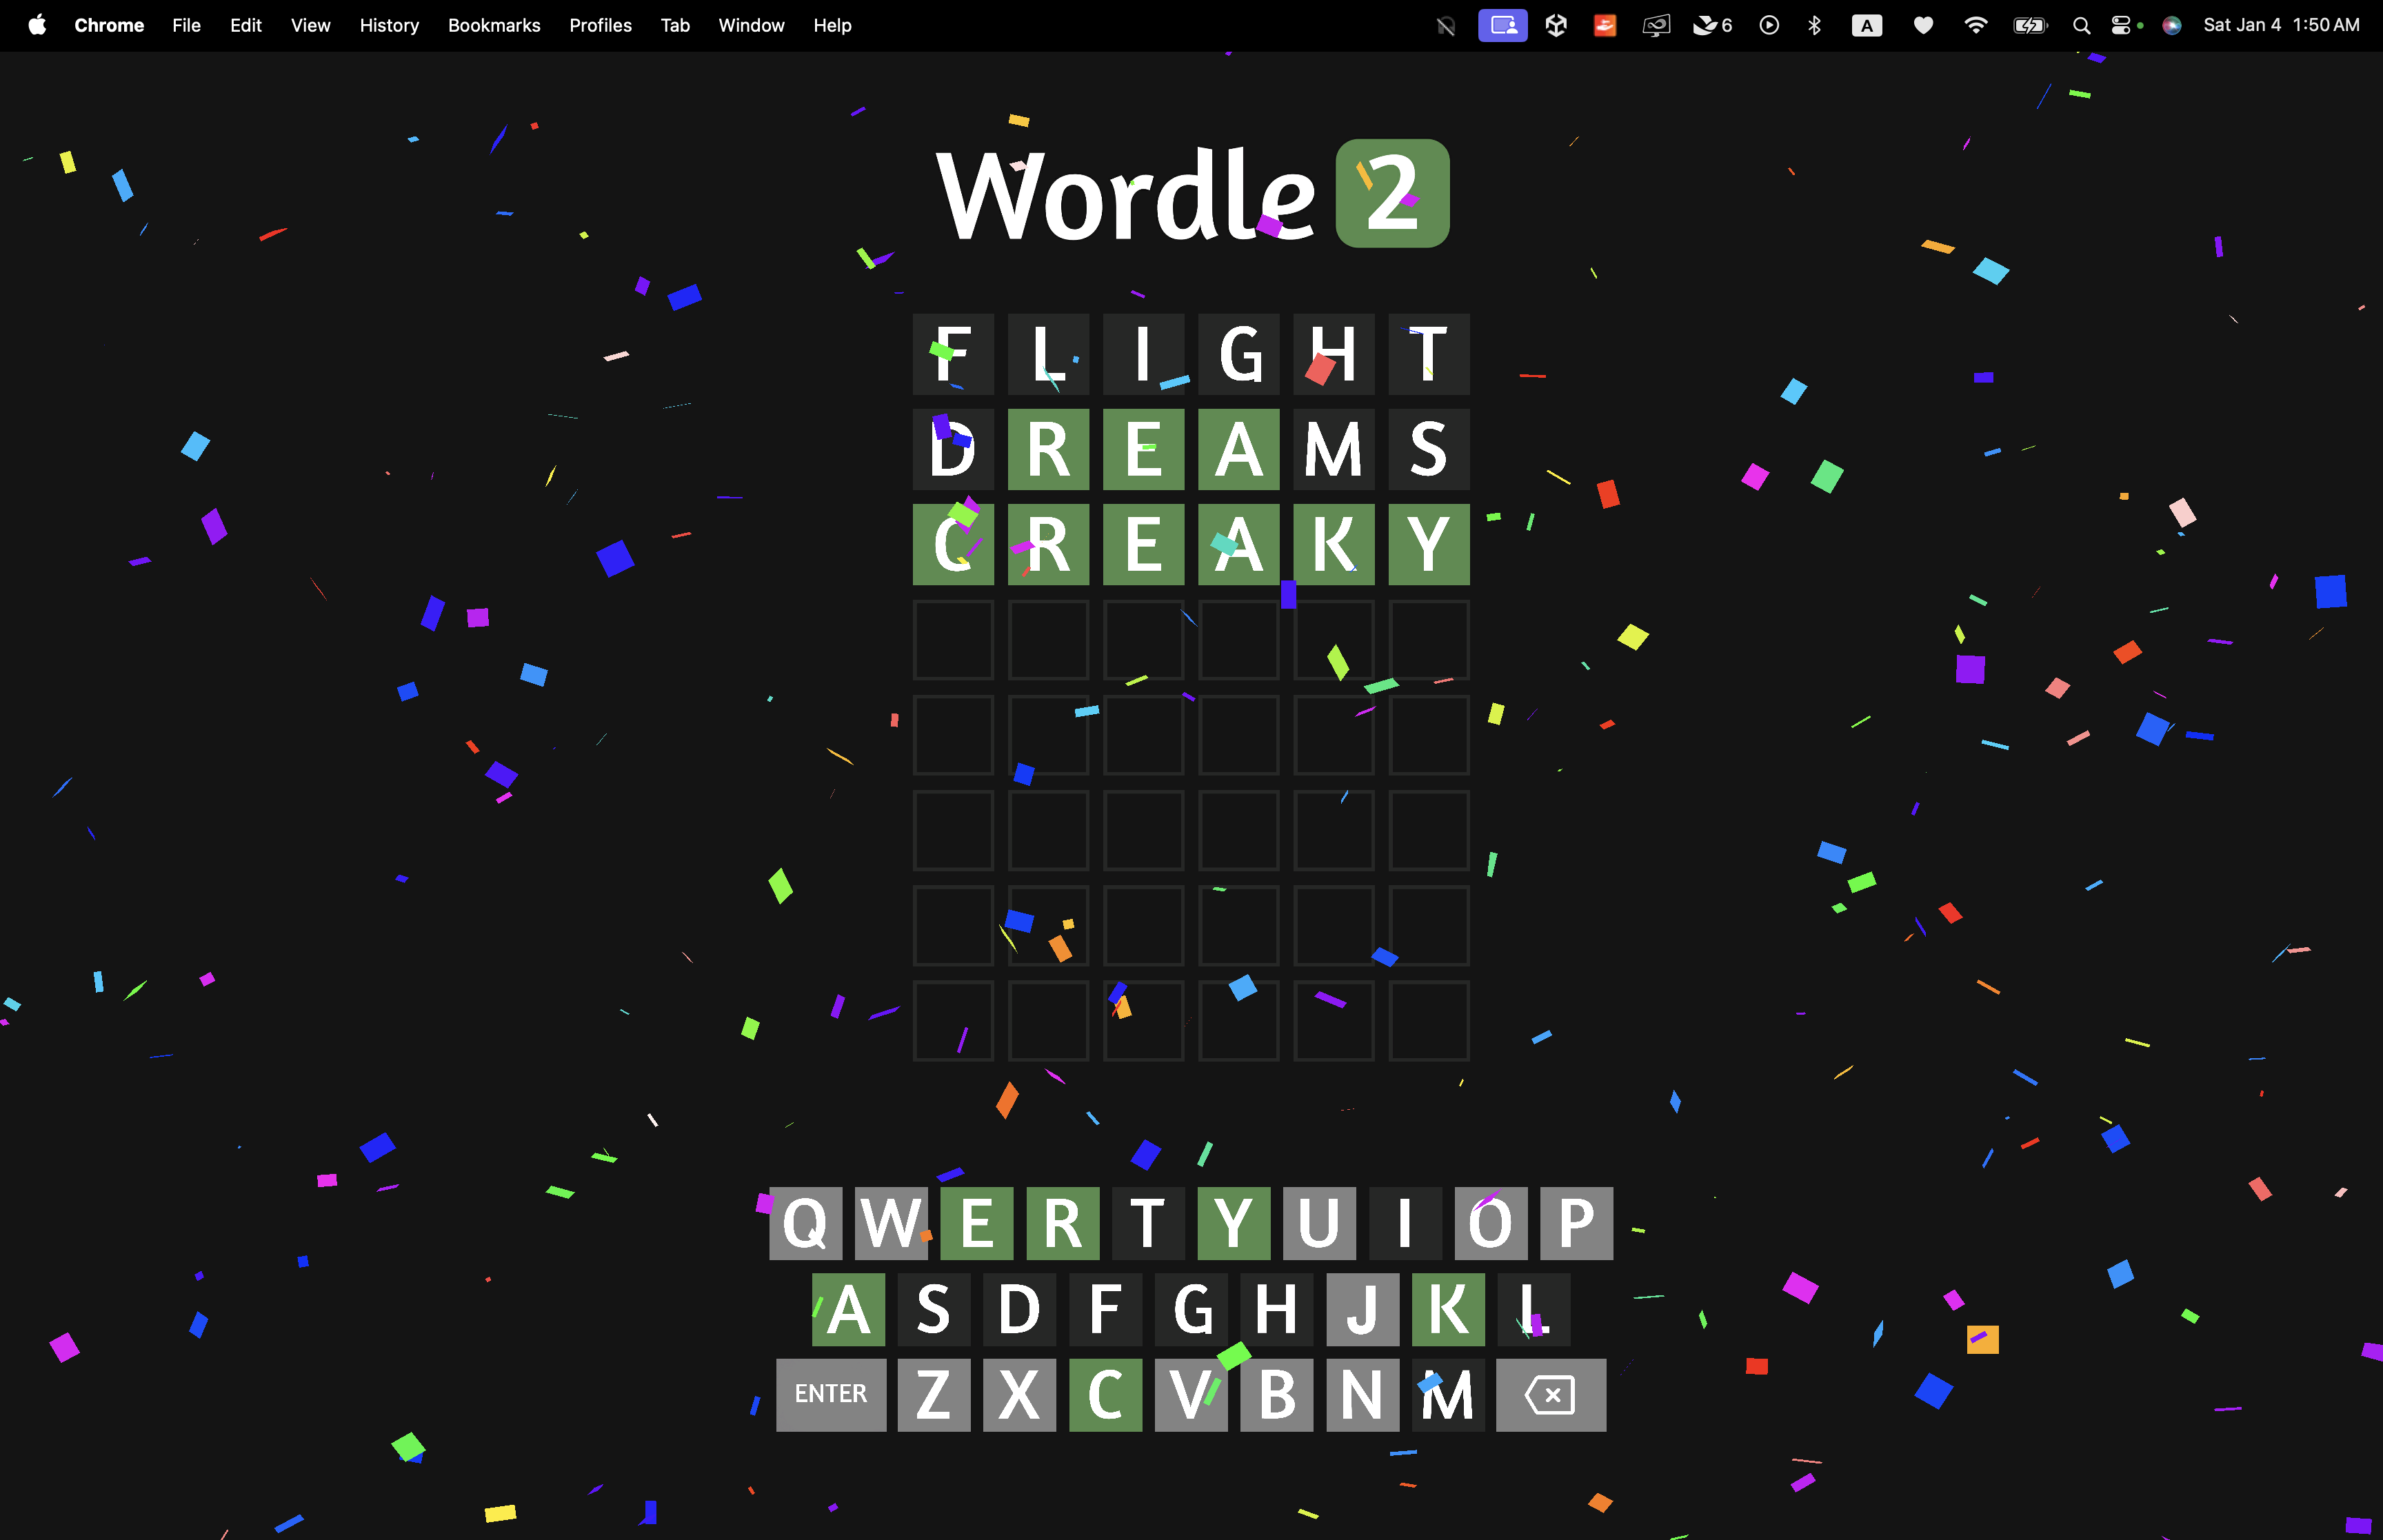 Chrome File Edit View History Bookmarks Profiles Tab Window Help 6 A Sat Jan 4 1:50 AM
Wordle 2
F L I G H T
D R E A M S
C R E A K Y
Q W E R T Y U I O P
A S D F G H J K L
ENTER Z X C V B N M